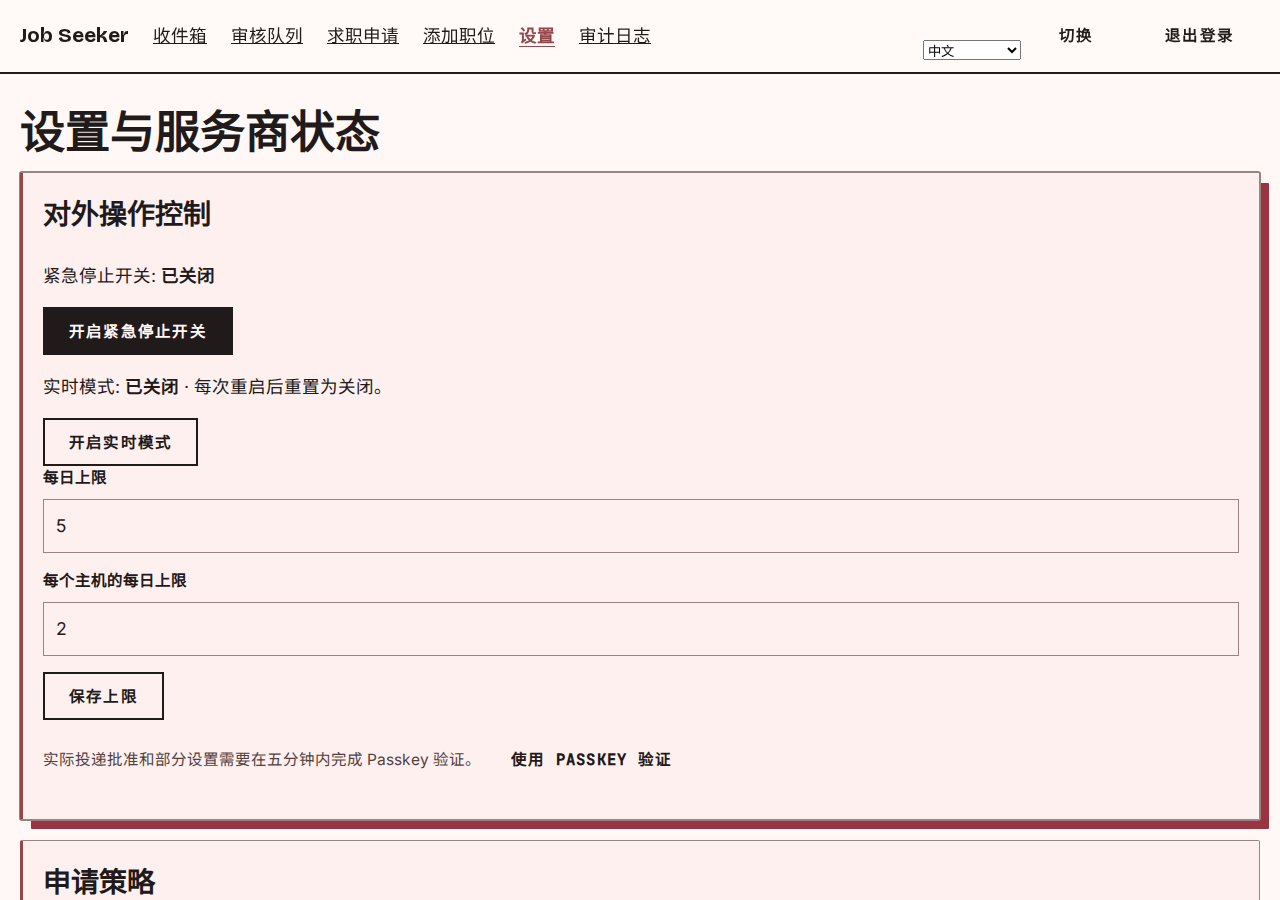 Job Seeker 收件箱 审核队列 求职申请 添加职位 设置 审计日志 中文 切换 退出登录
设置与服务商状态
对外操作控制
紧急停止开关: 已关闭
开启紧急停止开关
实时模式: 已关闭 · 每次重启后重置为关闭。
开启实时模式
每日上限
5
每个主机的每日上限
2
保存上限
实际投递批准和部分设置需要在五分钟内完成 Passkey 验证。 使用 PASSKEY 验证
申请策略